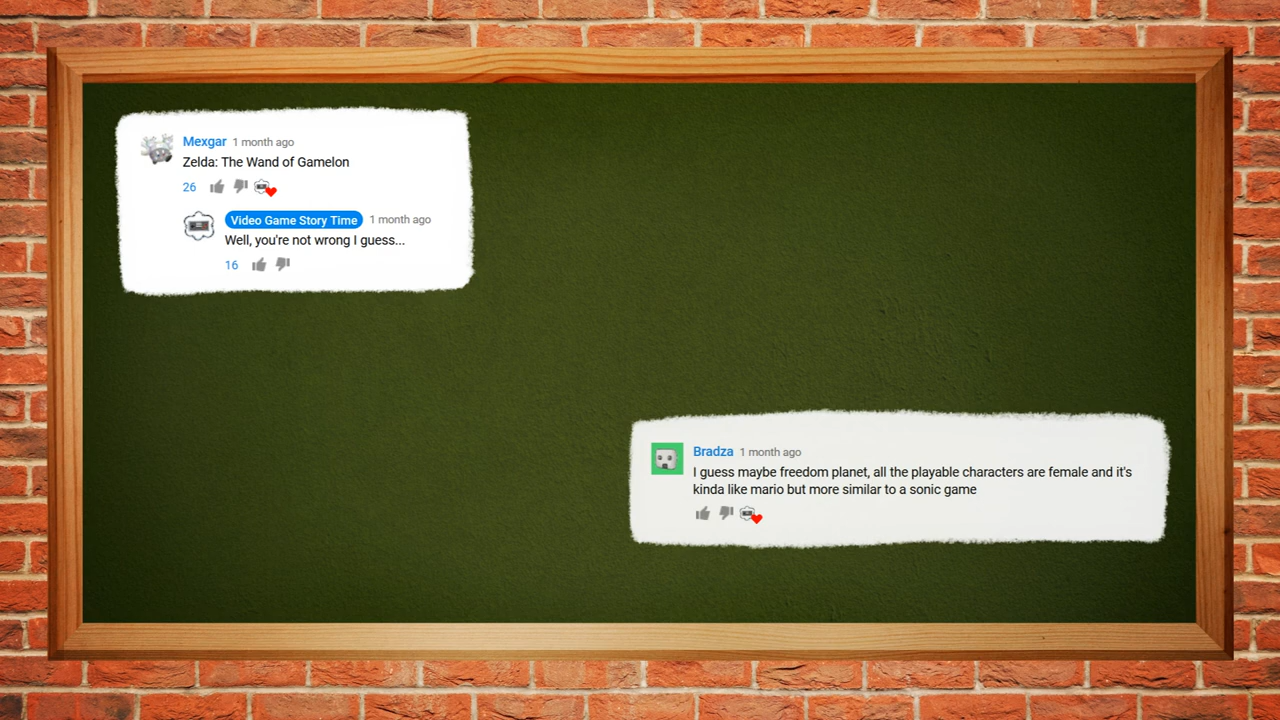 Mexgar 1 month ago
Zelda: The Wand of Gamelon
26
Video Game Story Time 1 month ago
Well, you're not wrong I guess...
16
Bradza 1 month ago
I guess maybe freedom planet, all the playable characters are female and it's
kinda like mario but more similar to a sonic game